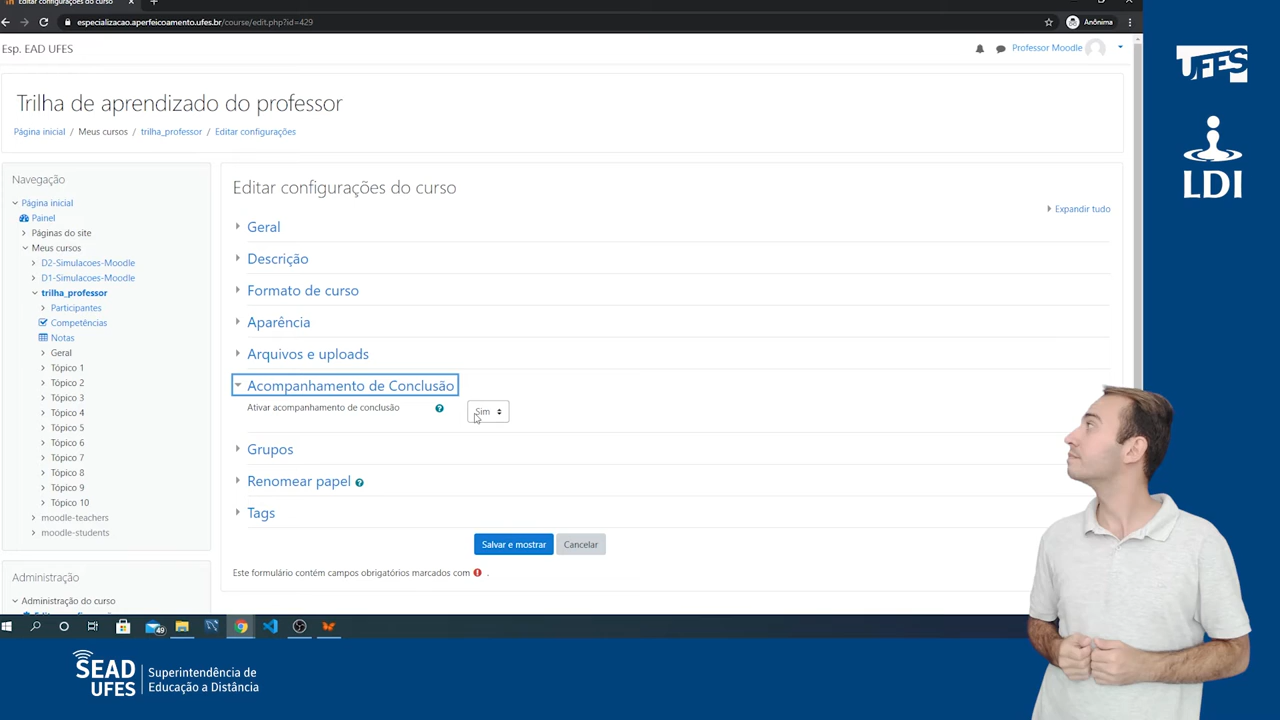 Editar configurações do curso
especializacao.aperfeicoamento.ufes.br/course/edit.php?id=429
Anônima
Esp. EAD UFES
Professor Moodle
Trilha de aprendizado do professor
Página inicial / Meus cursos / trilha_professor / Editar configurações
Navegação
Página inicial
Painel
Páginas do site
Meus cursos
D2-Simulacoes-Moodle
D1-Simulacoes-Moodle
trilha_professor
Participantes
Competências
Notas
Geral
Tópico 1
Tópico 2
Tópico 3
Tópico 4
Tópico 5
Tópico 6
Tópico 7
Tópico 8
Tópico 9
Tópico 10
moodle-teachers
moodle-students
Administração
Administração do curso
Editar configurações do curso
Expandir tudo
Geral
Descrição
Formato de curso
Aparência
Arquivos e uploads
Acompanhamento de Conclusão
Ativar acompanhamento de conclusão
Sim
Grupos
Renomear papel
Tags
Salvar e mostrar
Cancelar
Este formulário contém campos obrigatórios marcados com .
49
UFES
LDI
SEAD
UFES
Superintendência de
Educação a Distância